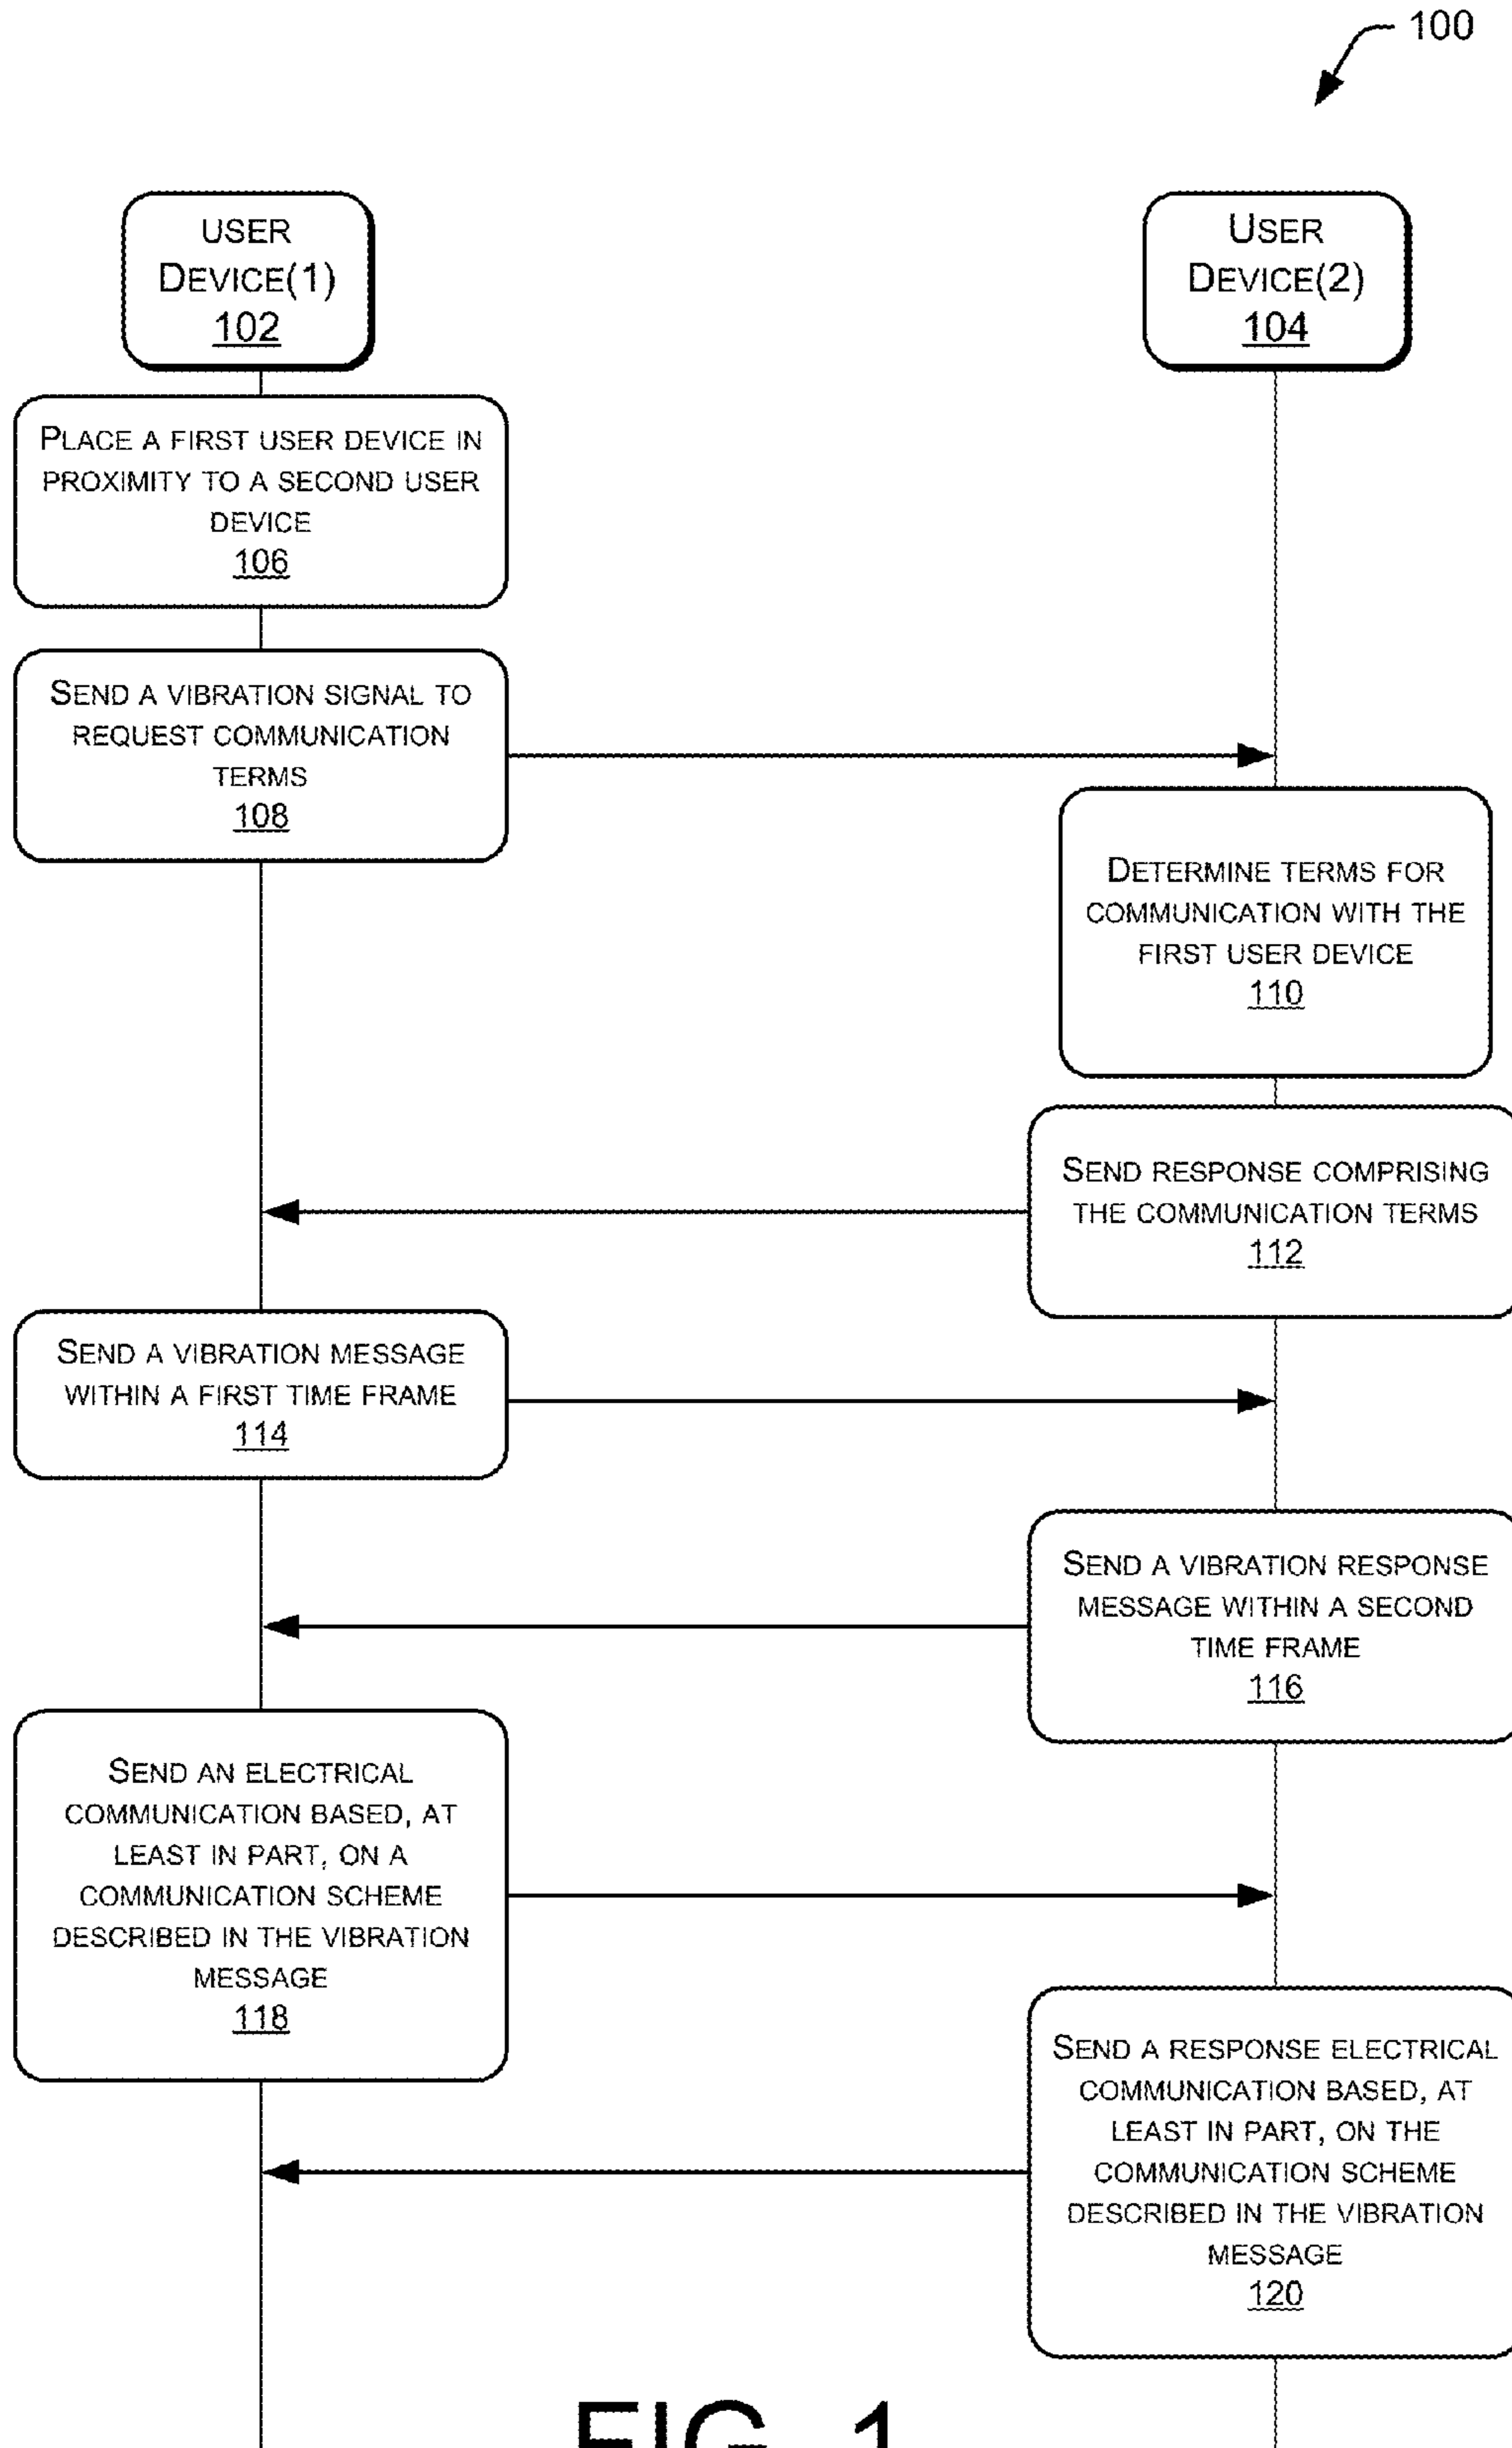 100
USER
DEVICE(1)
102
USER
DEVICE(2)
104
PLACE A FIRST USER DEVICE IN
PROXIMITY TO A SECOND USER
DEVICE
106
SEND A VIBRATION SIGNAL TO
REQUEST COMMUNICATION
TERMS
108
DETERMINE TERMS FOR
COMMUNICATION WITH THE
FIRST USER DEVICE
110
SEND RESPONSE COMPRISING
THE COMMUNICATION TERMS
112
SEND A VIBRATION MESSAGE
WITHIN A FIRST TIME FRAME
114
SEND A VIBRATION RESPONSE
MESSAGE WITHIN A SECOND
TIME FRAME
116
SEND AN ELECTRICAL
COMMUNICATION BASED, AT
LEAST IN PART, ON A
COMMUNICATION SCHEME
DESCRIBED IN THE VIBRATION
MESSAGE
118
SEND A RESPONSE ELECTRICAL
COMMUNICATION BASED, AT
LEAST IN PART, ON THE
COMMUNICATION SCHEME
DESCRIBED IN THE VIBRATION
MESSAGE
120
FIG. 1